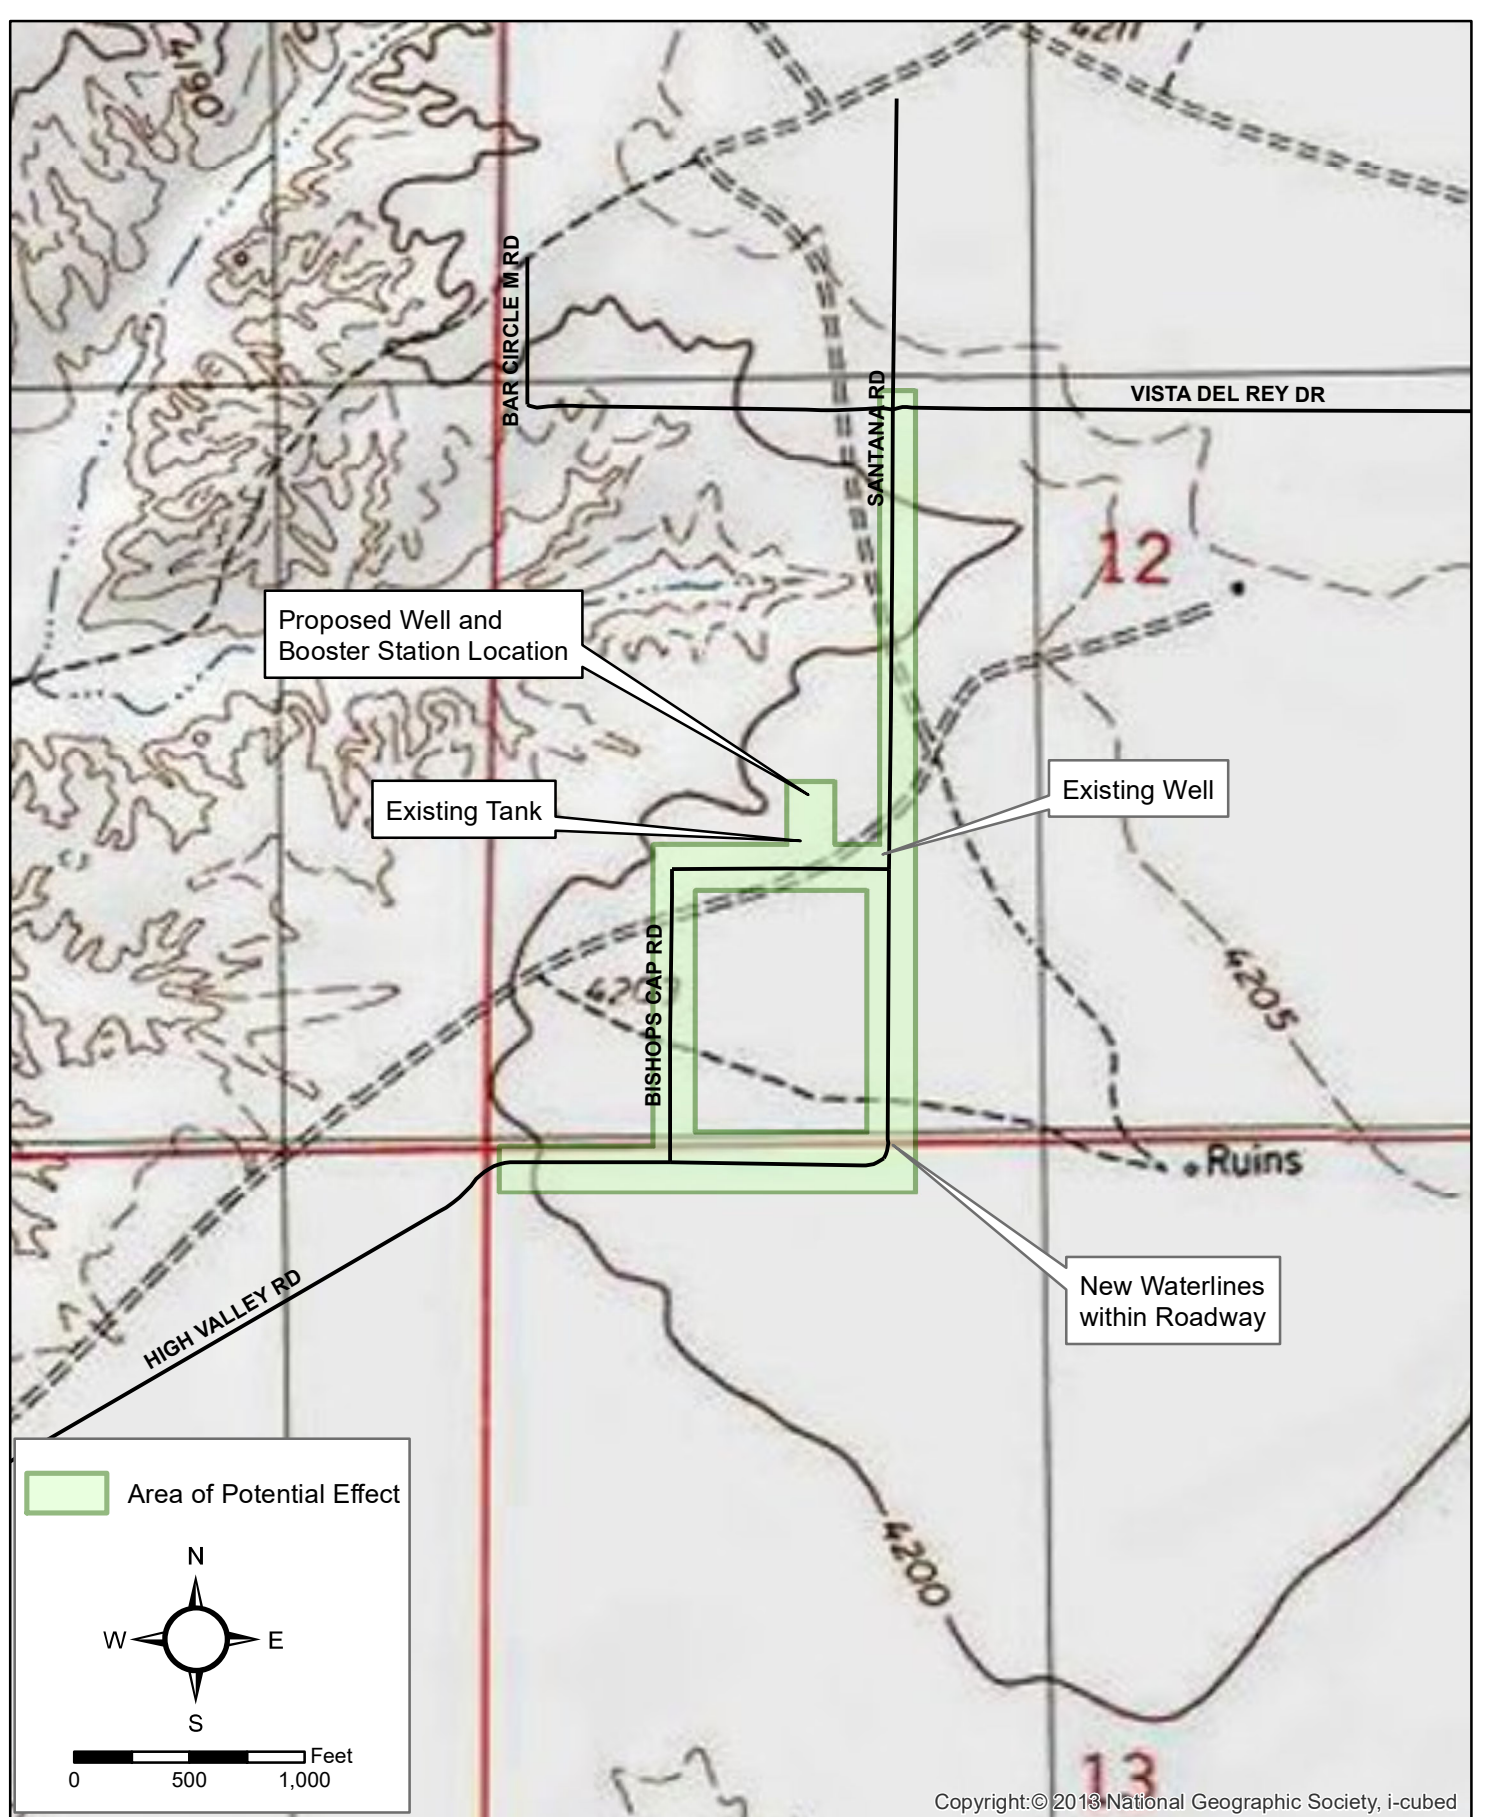 4190
4211
BAR CIRCLE M RD
SANTANA RD
VISTA DEL REY DR
12
Proposed Well and
Booster Station Location
Existing Tank
Existing Well
BISHOPS CAP RD
4205
Ruins
New Waterlines
within Roadway
HIGH VALLEY RD
4200
Area of Potential Effect
N
W
E
S
Feet
0
500
1,000
13
Copyright:© 2013 National Geographic Society, i-cubed